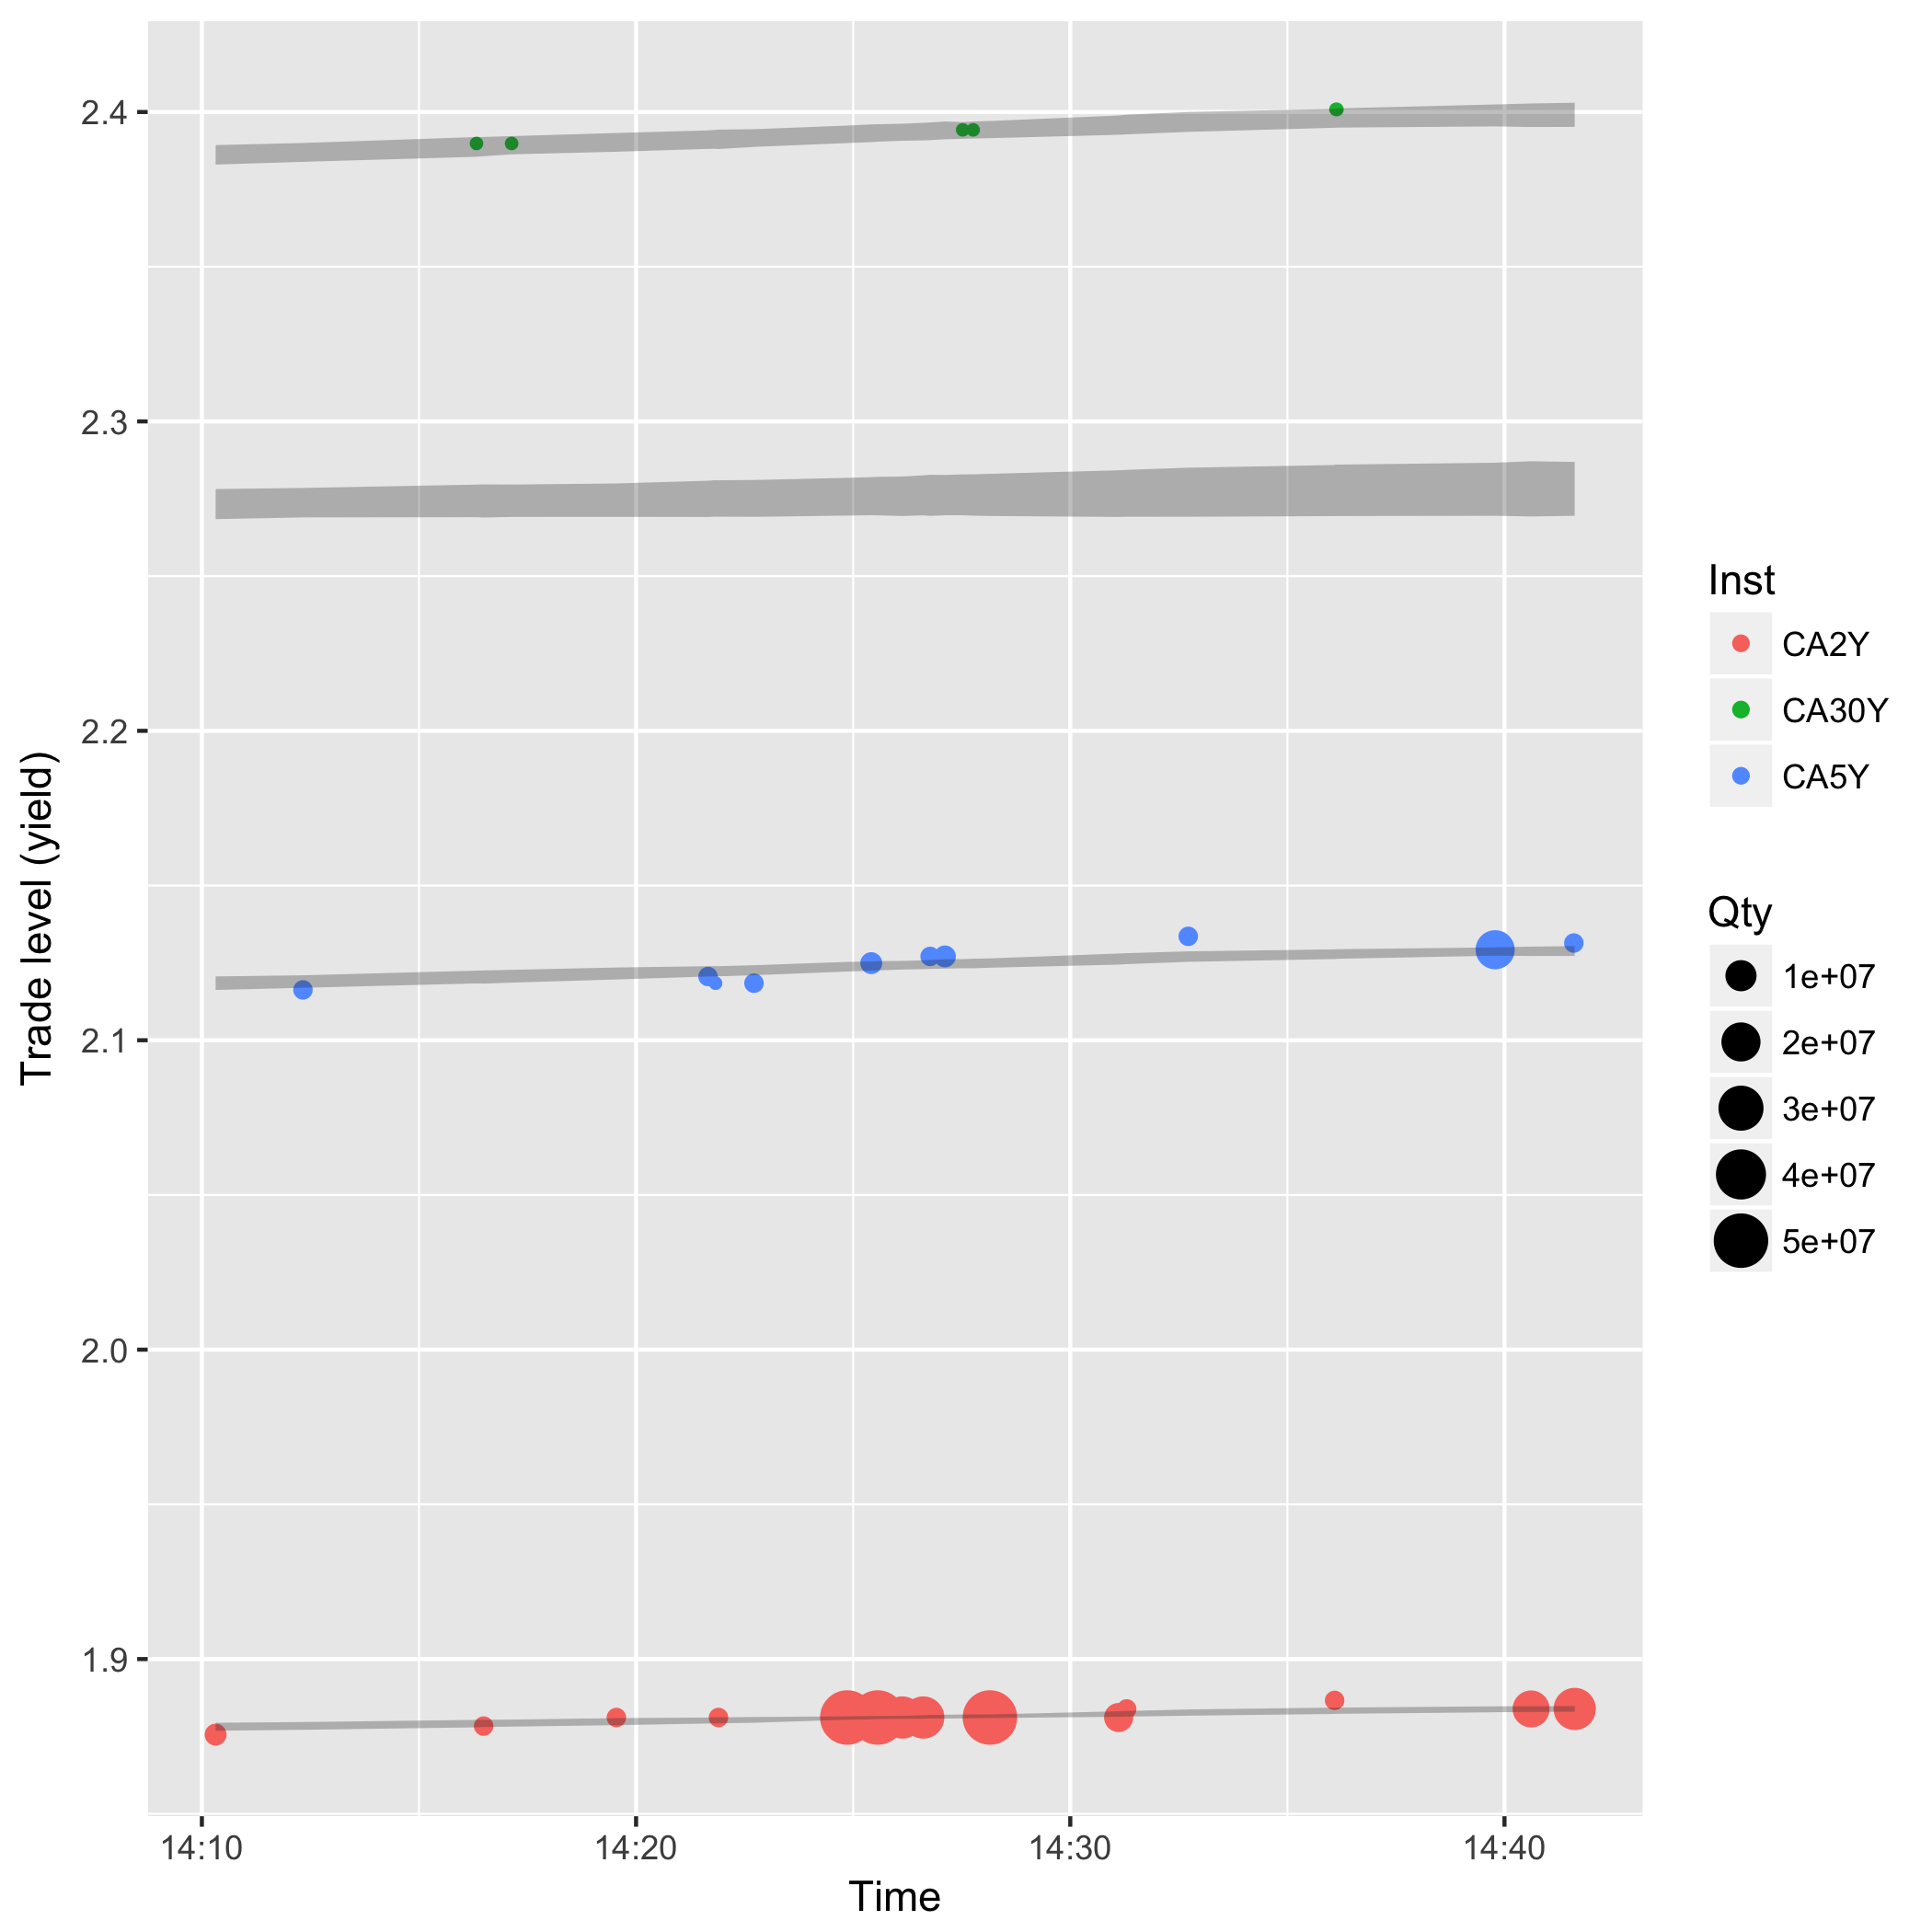 2.4
2.3
2.2
2.1
2.0
1.9
Trade level (yield)
14:10
14:20
14:30
14:40
Time
Inst
CA2Y
CA30Y
CA5Y
Qty
1e+07
2e+07
3e+07
4e+07
5e+07